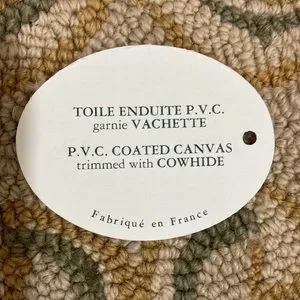 TOILE ENDUITE P.V.C.
garnie VACHETTE
P.V.C. COATED CANVAS
trimmed with COWHIDE
Fabriqué en France